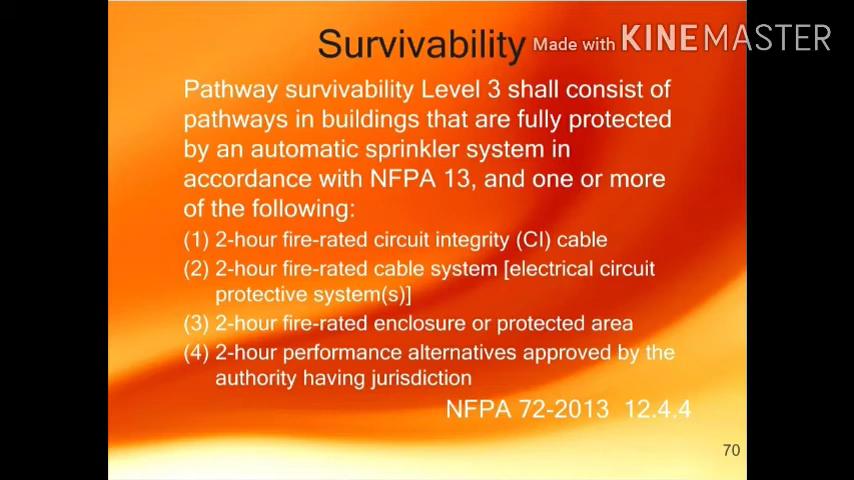 Survivability
Made with KINEMASTER
Pathway survivability Level 3 shall consist of
pathways in buildings that are fully protected
by an automatic sprinkler system in
accordance with NFPA 13, and one or more
of the following:
(1) 2-hour fire-rated circuit integrity (CI) cable
(2) 2-hour fire-rated cable system [electrical circuit
protective system(s)]
(3) 2-hour fire-rated enclosure or protected area
(4) 2-hour performance alternatives approved by the
authority having jurisdiction
NFPA 72-2013 12.4.4
70